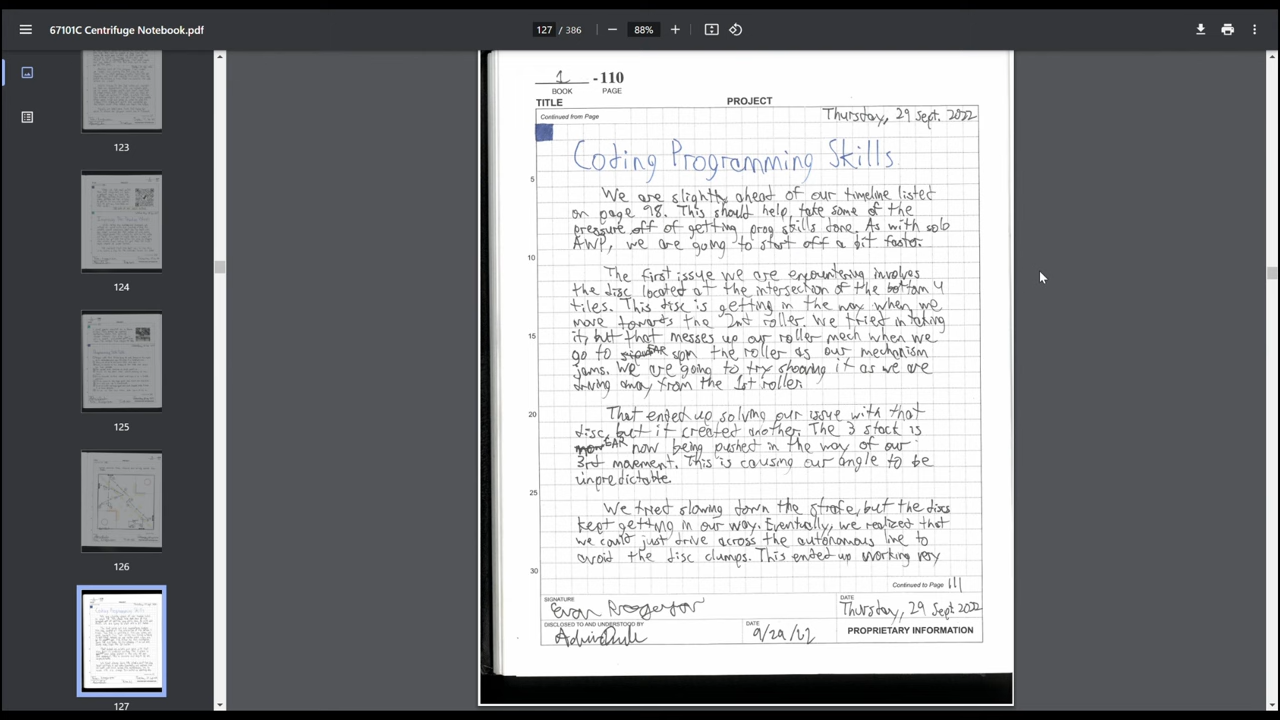 67101C Centrifuge Notebook.pdf
127 / 386
88%
123
124
125
126
127
1 -110
BOOK PAGE
TITLE PROJECT
Continued from Page
Thursday, 29 Sept. 2022
Coding Programming Skills
5
We are slightly ahead of our timeline listed
on page 98. This should help take some of the
pressure off of getting prog skills done. As with solo
AWP, we are going to start off a bit faster.
10
The first issue we are encountering involves
the disc located at the intersection of the bottom 4
tiles. This disc is getting in the way when we
move towards the 2nd roller. We tried intaking
15
it, but that messes up our roller mech when we
go to EAR spin the roller as our mechanism
jams. We are going to try shoving it as we are
driving away from the 1st roller.
20
That ended up solving our issue with that
disc, but it created another. The 3 stack is
EAR now being pushed in the way of our
3rd movement. This is causing our angle to be
unpredictable.
25
We tried slowing down the strafe, but the discs
kept getting in our way. Eventually, we realized that
we could just drive across the autonomous line to
avoid the disc clumps. This ended up working very
30
Continued to Page 111
SIGNATURE
DATE
Thursday, 29 Sept 2022
DISCLOSED TO AND UNDERSTOOD BY
DATE
9/29/22
PROPRIETARY INFORMATION